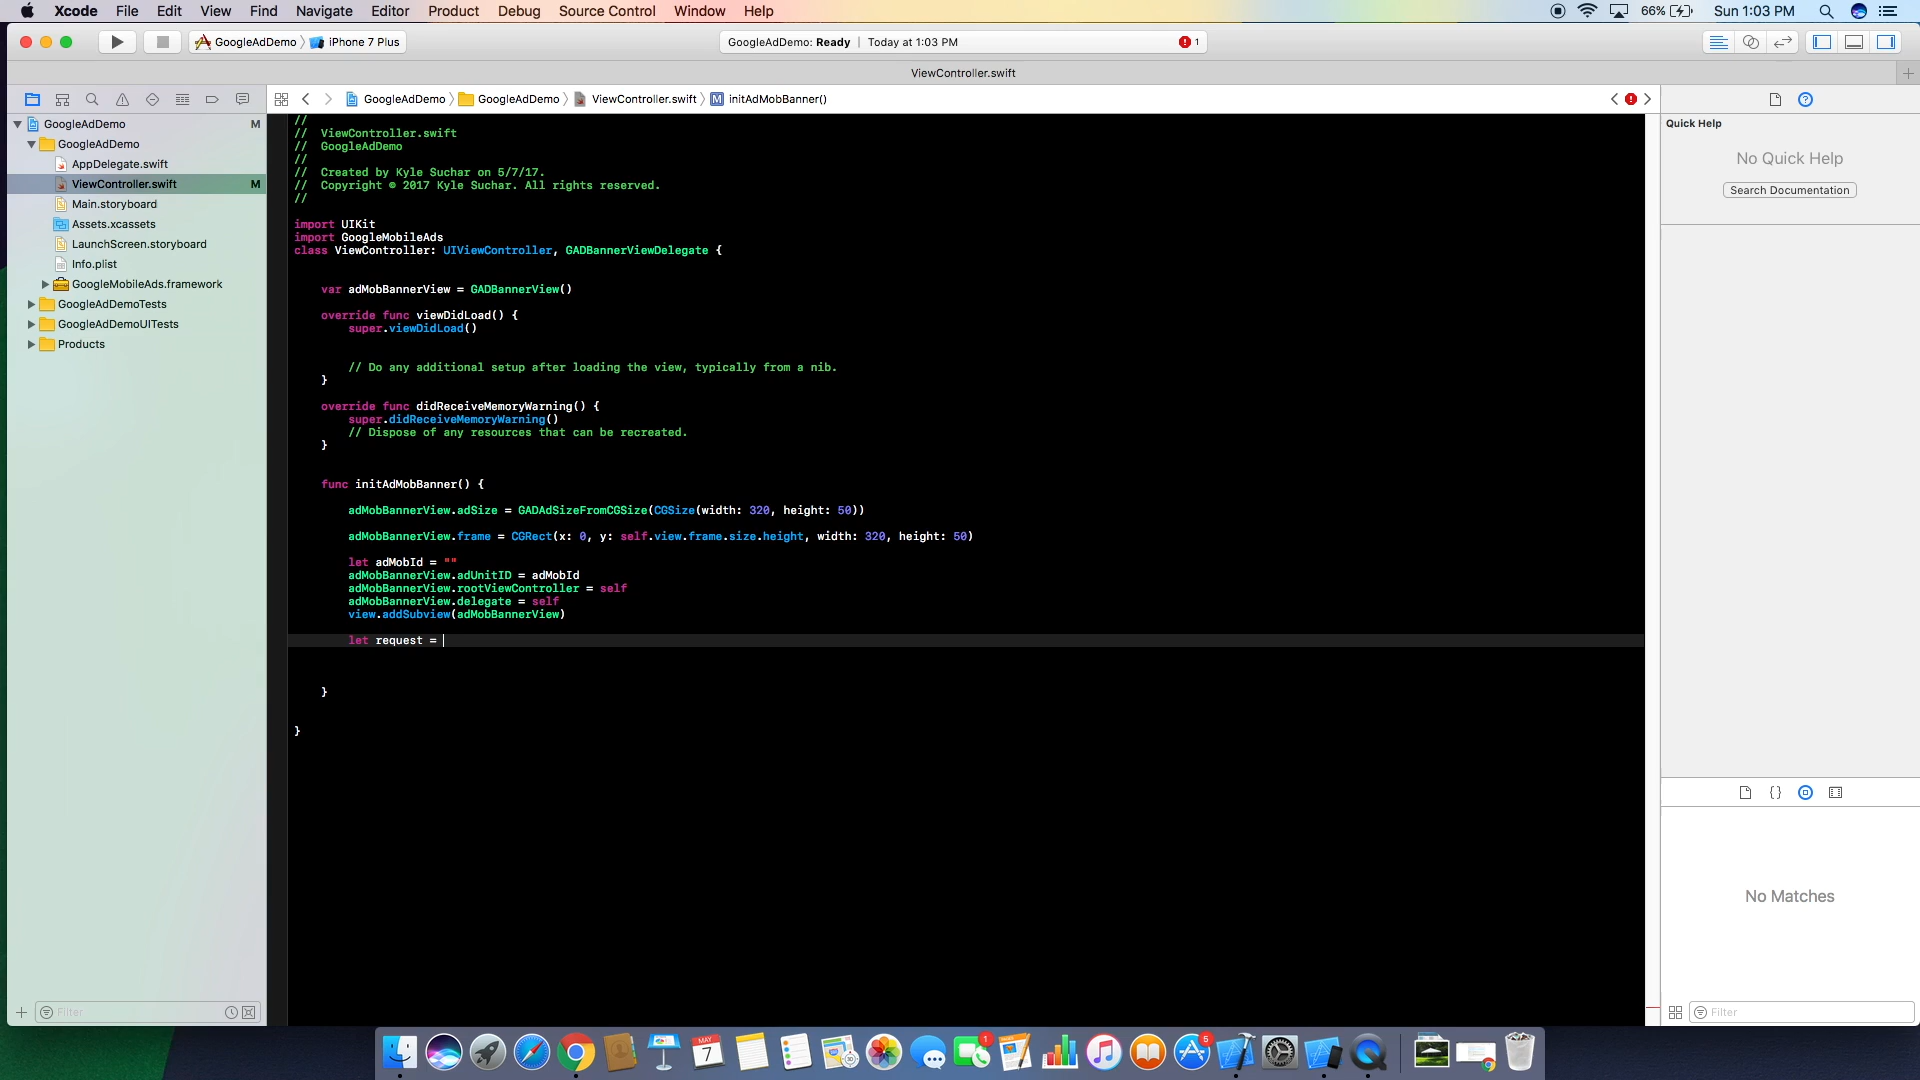 Xcode File Edit View Find Navigate Editor Product Debug Source Control Window Help 66% Sun 1:03 PM
GoogleAdDemo iPhone 7 Plus GoogleAdDemo: Ready | Today at 1:03 PM 1
ViewController.swift
GoogleAdDemo GoogleAdDemo ViewController.swift M initAdMobBanner()
GoogleAdDemo M
GoogleAdDemo
AppDelegate.swift
ViewController.swift M
Main.storyboard
Assets.xcassets
LaunchScreen.storyboard
Info.plist
GoogleMobileAds.framework
GoogleAdDemoTests
GoogleAdDemoUITests
Products
Filter
//
// ViewController.swift
// GoogleAdDemo
//
// Created by Kyle Suchar on 5/7/17.
// Copyright © 2017 Kyle Suchar. All rights reserved.
//
import UIKit
import GoogleMobileAds
class ViewController: UIViewController, GADBannerViewDelegate {
var adMobBannerView = GADBannerView()
override func viewDidLoad() {
super.viewDidLoad()
// Do any additional setup after loading the view, typically from a nib.
}
override func didReceiveMemoryWarning() {
super.didReceiveMemoryWarning()
// Dispose of any resources that can be recreated.
}
func initAdMobBanner() {
adMobBannerView.adSize = GADAdSizeFromCGSize(CGSize(width: 320, height: 50))
adMobBannerView.frame = CGRect(x: 0, y: self.view.frame.size.height, width: 320, height: 50)
let adMobId = ""
adMobBannerView.adUnitID = adMobId
adMobBannerView.rootViewController = self
adMobBannerView.delegate = self
view.addSubview(adMobBannerView)
let request =
}
}
Quick Help
No Quick Help
Search Documentation
{}
No Matches
Filter
MAY
7
30
1
5